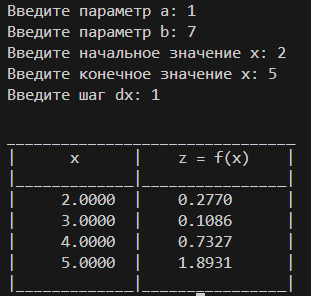 Введите параметр a: 1
Введите параметр b: 7
Введите начальное значение x: 2
Введите конечное значение x: 5
Введите шаг dx: 1
| x | z = f(x) |
| 2.0000 | 0.2770 |
| 3.0000 | 0.1086 |
| 4.0000 | 0.7327 |
| 5.0000 | 1.8931 |